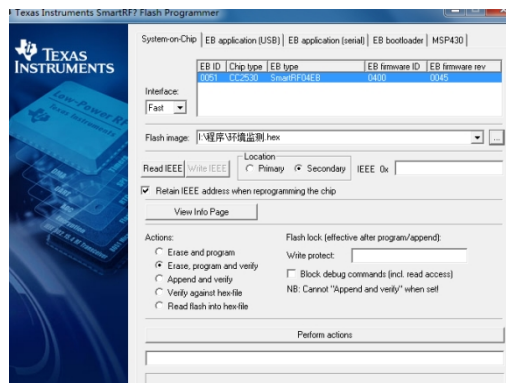 Texas Instruments SmartRF? Flash Programmer
TEXAS
INSTRUMENTS
System-on-Chip EB application (USB) EB application (serial) EB bootloader MSP430
EB ID Chip type EB type EB firmware ID EB firmware rev
0051 CC2530 SmartRF04EB 0400 0045
Interface:
Fast
Flash image: I:\程序\环境监测.hex ...
Location
Read IEEE Write IEEE Primary Secondary IEEE 0x
Retain IEEE address when reprogramming the chip
View Info Page
Actions: Flash lock (effective after program/append):
Erase and program Write protect:
Erase, program and verify
Append and verify Block debug commands (incl. read access)
Verify against hex-file NB: Cannot "Append and verify" when set!
Read flash into hex-file
Perform actions